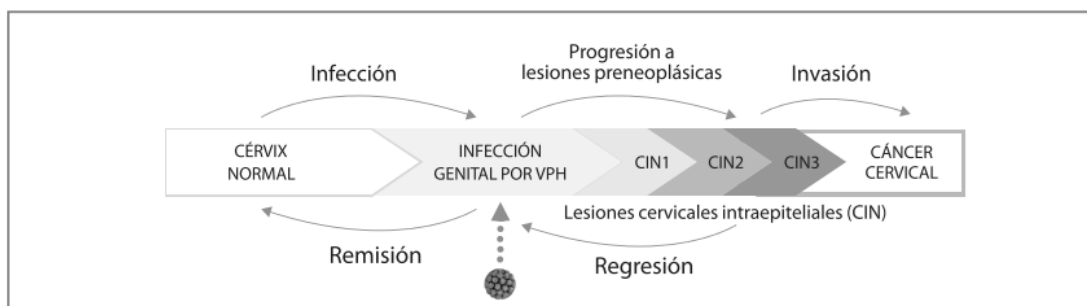 Infección
Progresión a
lesiones preneoplásicas
Invasión
CÉRVIX
NORMAL
INFECCIÓN
GENITAL POR VPH
CIN1
CIN2
CIN3
CÁNCER
CERVICAL
Lesiones cervicales intraepiteliales (CIN)
Remisión
Regresión